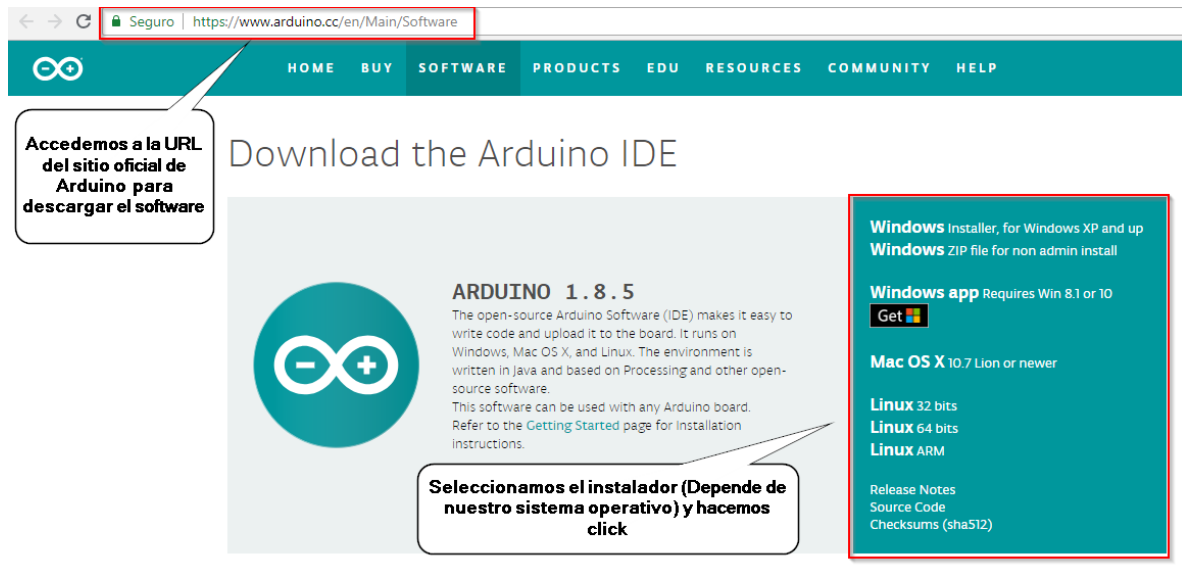 Seguro | https://www.arduino.cc/en/Main/Software
HOME BUY SOFTWARE PRODUCTS EDU RESOURCES COMMUNITY HELP
Accedemos a la URL
del sitio oficial de
Arduino para
descargar el software
Download the Arduino IDE
ARDUINO 1.8.5
The open-source Arduino Software (IDE) makes it easy to
write code and upload it to the board. It runs on
Windows, Mac OS X, and Linux. The environment is
written in Java and based on Processing and other open-
source software.
This software can be used with any Arduino board.
Refer to the Getting Started page for Installation
instructions.
Seleccionamos el instalador (Depende de
nuestro sistema operativo) y hacemos
click
Windows Installer, for Windows XP and up
Windows ZIP file for non admin install
Windows app Requires Win 8.1 or 10
Get
Mac OS X 10.7 Lion or newer
Linux 32 bits
Linux 64 bits
Linux ARM
Release Notes
Source Code
Checksums (sha512)